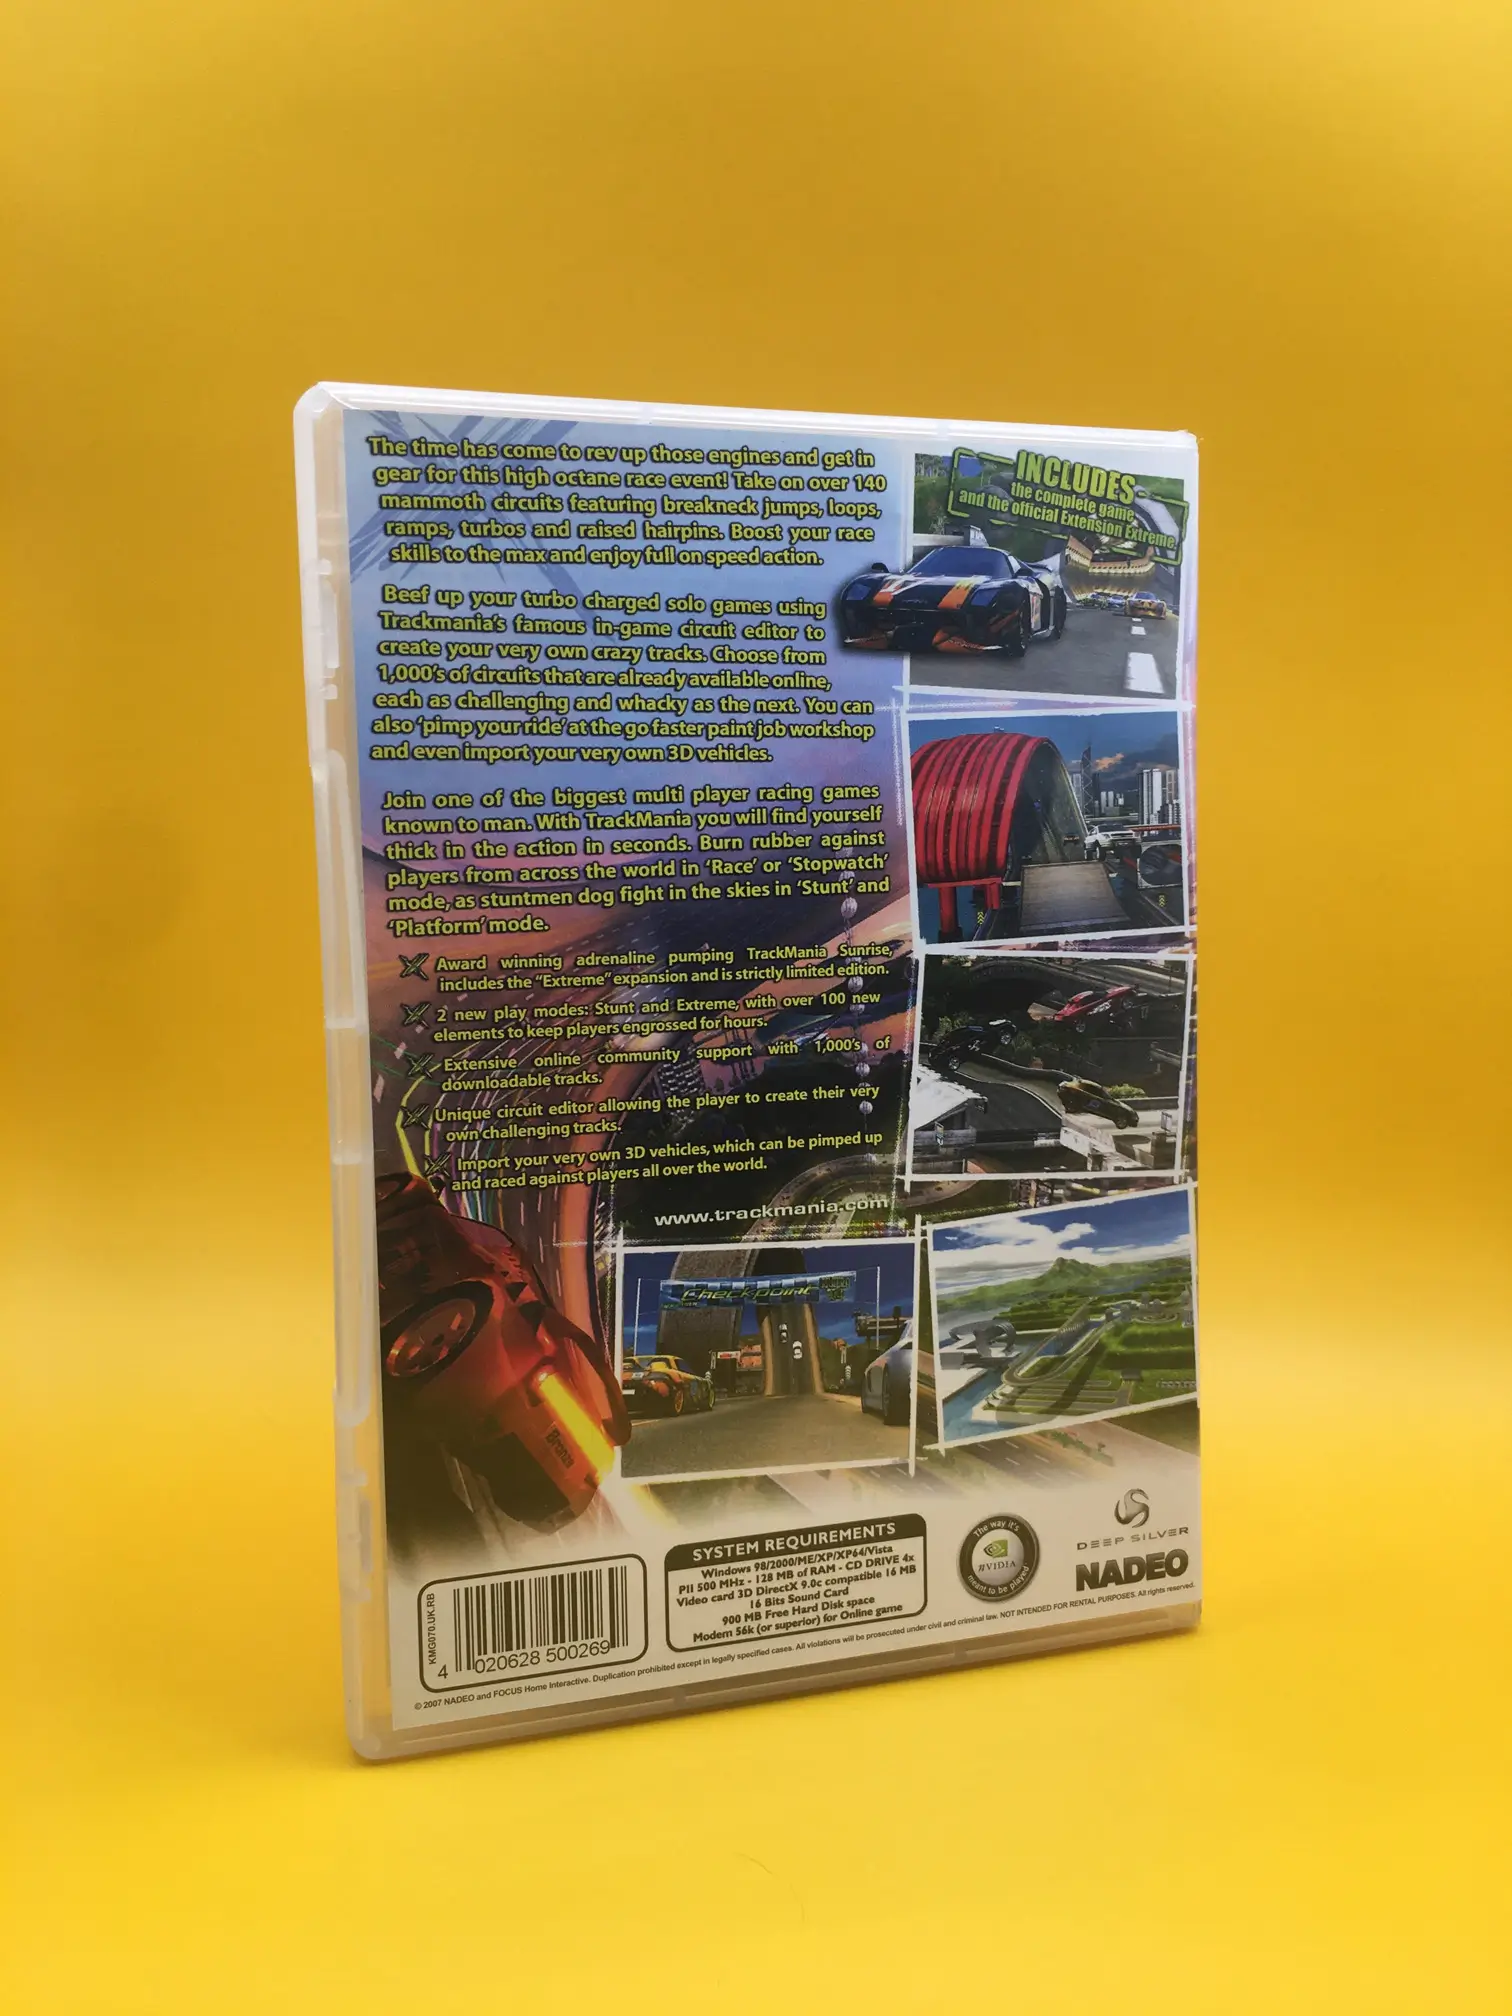 The time has come to rev up those engines and get in
gear for this high octane race event! Take on over 140
mammoth circuits featuring breakneck jumps, loops,
ramps, turbos and raised hairpins. Boost your race
skills to the max and enjoy full on speed action.
Beef up your turbo charged solo games using
Trackmania's famous in-game circuit editor to
create your very own crazy tracks. Choose from
1,000's of circuits that are already available online,
each as challenging and whacky as the next. You can
also 'pimp your ride' at the go faster paint job workshop
and even import your very own 3D vehicles.
Join one of the biggest multi player racing games
known to man. With TrackMania you will find yourself
thick in the action in seconds. Burn rubber against
players from across the world in 'Race' or 'Stopwatch'
mode, as stuntmen dog fight in the skies in 'Stunt' and
'Platform' mode.
Award winning adrenaline pumping TrackMania Sunrise,
includes the "Extreme" expansion and is strictly limited edition.
2 new play modes: Stunt and Extreme, with over 100 new
elements to keep players engrossed for hours.
Extensive online community support with 1,000's of
downloadable tracks.
Unique circuit editor allowing the player to create their very
own challenging tracks.
Import your very own 3D vehicles, which can be pimped up
and raced against players all over the world.
www.trackmania.com
INCLUDES
the complete game
and the official Extension Extreme
Checkpoint
Bronze
KMG070.UK.RB
4 020628 500269
SYSTEM REQUIREMENTS
Windows 98/2000/ME/XP/XP64/Vista
PII 500 MHz - 128 MB of RAM - CD DRIVE 4x
Video card 3D DirectX 9.0c compatible 16 MB
16 Bits Sound Card
900 MB Free Hard Disk space
Modem 56k (or superior) for Online game
The way it's
NVIDIA
meant to be played
DEEP SILVER
NADEO
© 2007 NADEO and FOCUS Home Interactive. Duplication prohibited except in legally specified cases. All violations will be prosecuted under civil and criminal law. NOT INTENDED FOR RENTAL PURPOSES. All rights reserved.